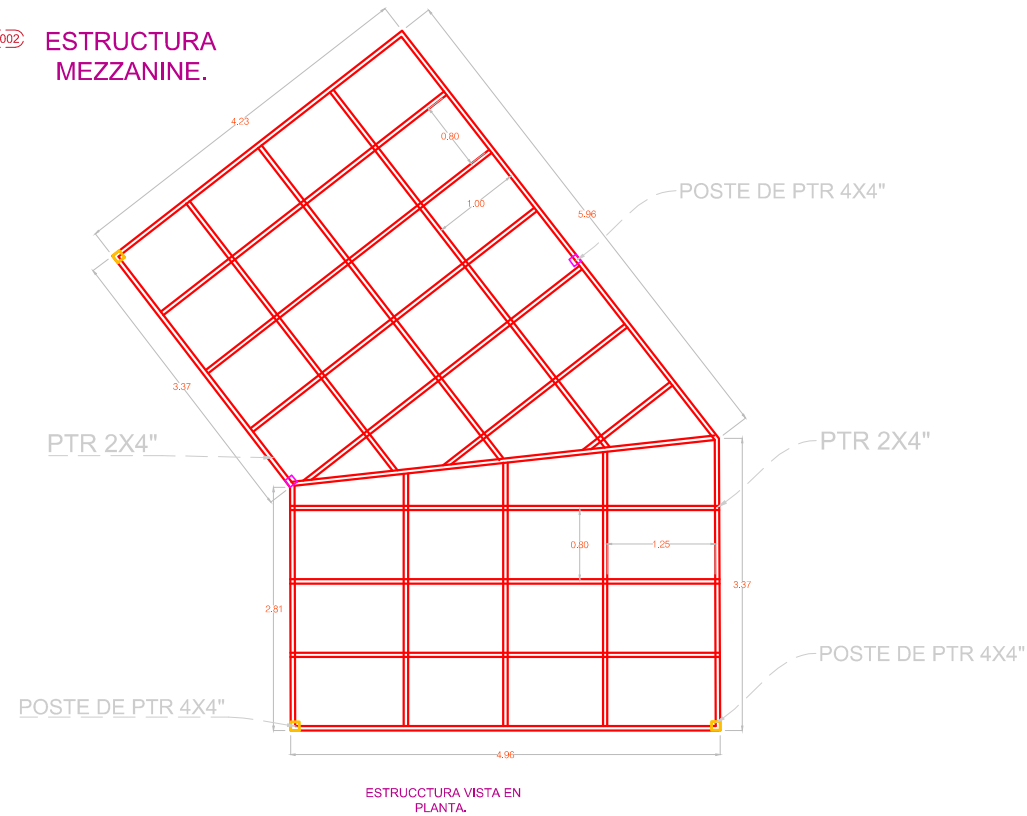 002
ESTRUCTURA
MEZZANINE.
4.23
0.80
POSTE DE PTR 4X4"
1.00
5.96
3.37
PTR 2X4"
PTR 2X4"
0.80
1.25
3.37
2.81
POSTE DE PTR 4X4"
POSTE DE PTR 4X4"
4.96
ESTRUCCTURA VISTA EN
PLANTA.